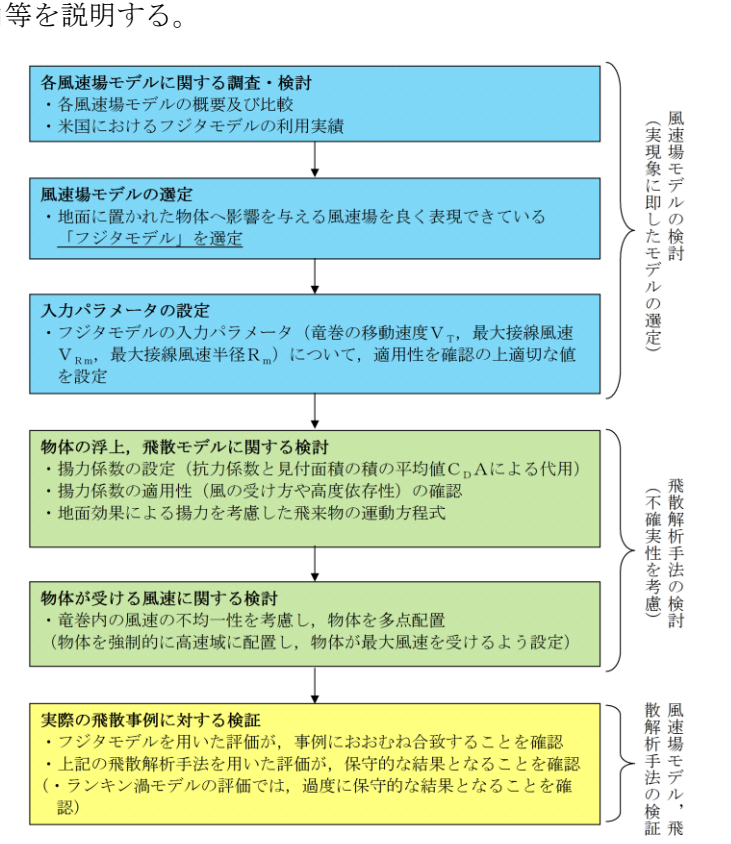 等を説明する。
各風速場モデルに関する調査・検討
・各風速場モデルの概要及び比較
・米国におけるフジタモデルの利用実績
風速場モデルの選定
・地面に置かれた物体へ影響を与える風速場を良く表現できている
「フジタモデル」を選定
入力パラメータの設定
・フジタモデルの入力パラメータ（竜巻の移動速度ＶT，最大接線風速
ＶRm，最大接線風速半径Ｒm）について，適用性を確認の上適切な値
を設定
風速場モデルの検討
（実現象に即したモデルの選定）
物体の浮上，飛散モデルに関する検討
・揚力係数の設定（抗力係数と見付面積の積の平均値ＣDＡによる代用）
・揚力係数の適用性（風の受け方や高度依存性）の確認
・地面効果による揚力を考慮した飛来物の運動方程式
物体が受ける風速に関する検討
・竜巻内の風速の不均一性を考慮し，物体を多点配置
（物体を強制的に高速域に配置し，物体が最大風速を受けるよう設定）
飛散解析手法の検討
（不確実性を考慮）
実際の飛散事例に対する検証
・フジタモデルを用いた評価が，事例におおむね合致することを確認
・上記の飛散解析手法を用いた評価が，保守的な結果となることを確認
（・ランキン渦モデルの評価では，過度に保守的な結果となることを確
認）
風速場モデル，飛
散解析手法の検証